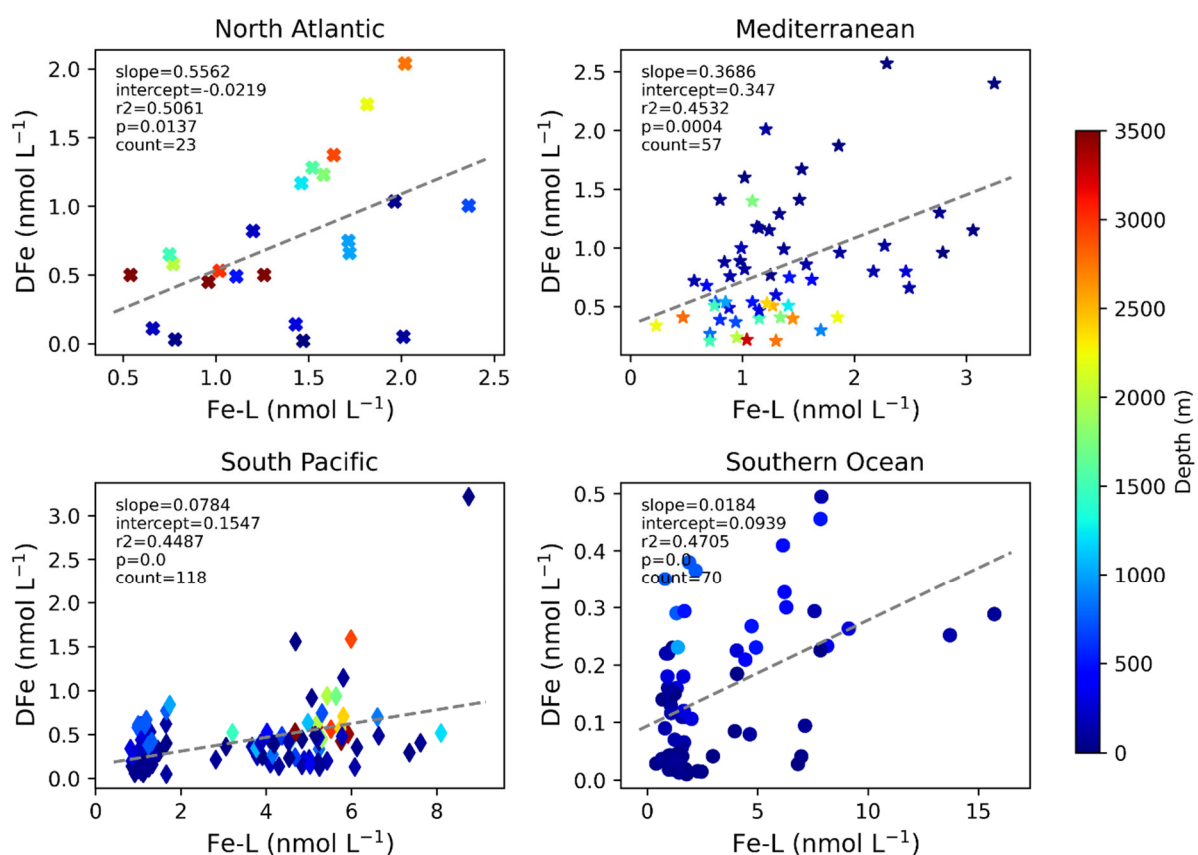 North Atlantic
slope=0.5562
intercept=-0.0219
r2=0.5061
p=0.0137
count=23
2.0
1.5
1.0
0.5
0.0
DFe (nmol L⁻¹)
0.5 1.0 1.5 2.0 2.5
Fe-L (nmol L⁻¹)
Mediterranean
slope=0.3686
intercept=0.347
r2=0.4532
p=0.0004
count=57
2.5
2.0
1.5
1.0
0.5
DFe (nmol L⁻¹)
0 1 2 3
Fe-L (nmol L⁻¹)
South Pacific
slope=0.0784
intercept=0.1547
r2=0.4487
p=0.0
count=118
3.0
2.5
2.0
1.5
1.0
0.5
0.0
DFe (nmol L⁻¹)
0 2 4 6 8
Fe-L (nmol L⁻¹)
Southern Ocean
slope=0.0184
intercept=0.0939
r2=0.4705
p=0.0
count=70
0.5
0.4
0.3
0.2
0.1
0.0
DFe (nmol L⁻¹)
0 5 10 15
Fe-L (nmol L⁻¹)
3500
3000
2500
2000
1500
1000
500
0
Depth (m)